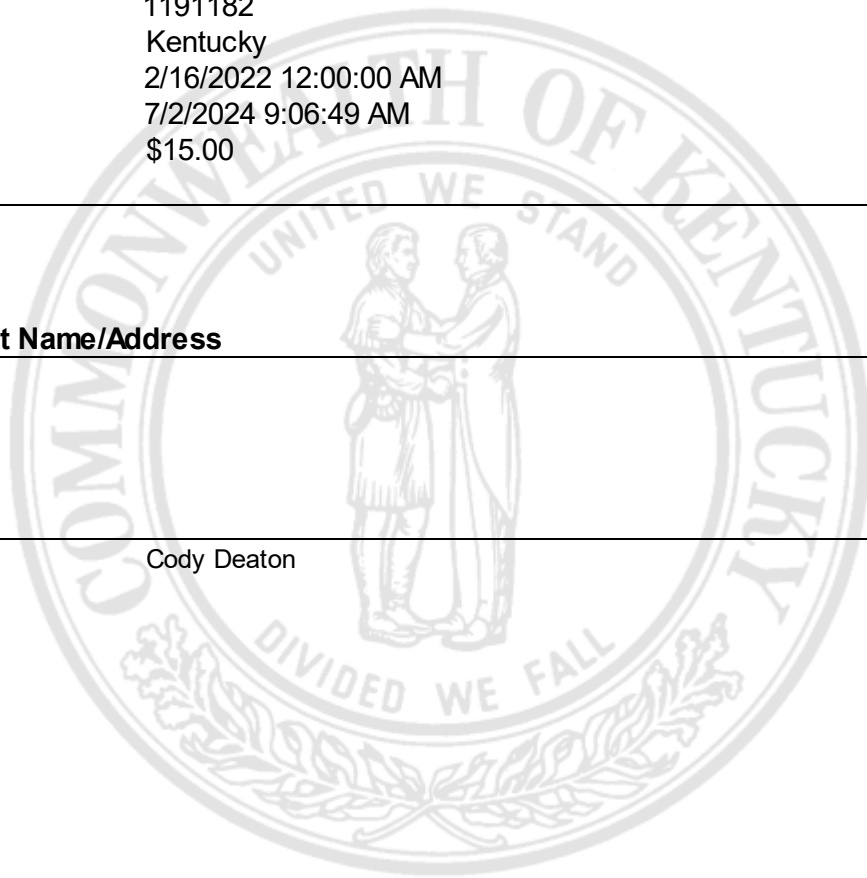 1191182
Kentucky
2/16/2022 12:00:00 AM
7/2/2024 9:06:49 AM
$15.00
COMMONWEALTH OF KENTUCKY
UNITED WE STAND
t Name/Address
Cody Deaton
DIVIDED WE FALL